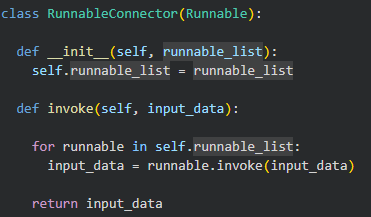 class RunnableConnector(Runnable):
def __init__(self, runnable_list):
self.runnable_list = runnable_list
def invoke(self, input_data):
for runnable in self.runnable_list:
input_data = runnable.invoke(input_data)
return input_data